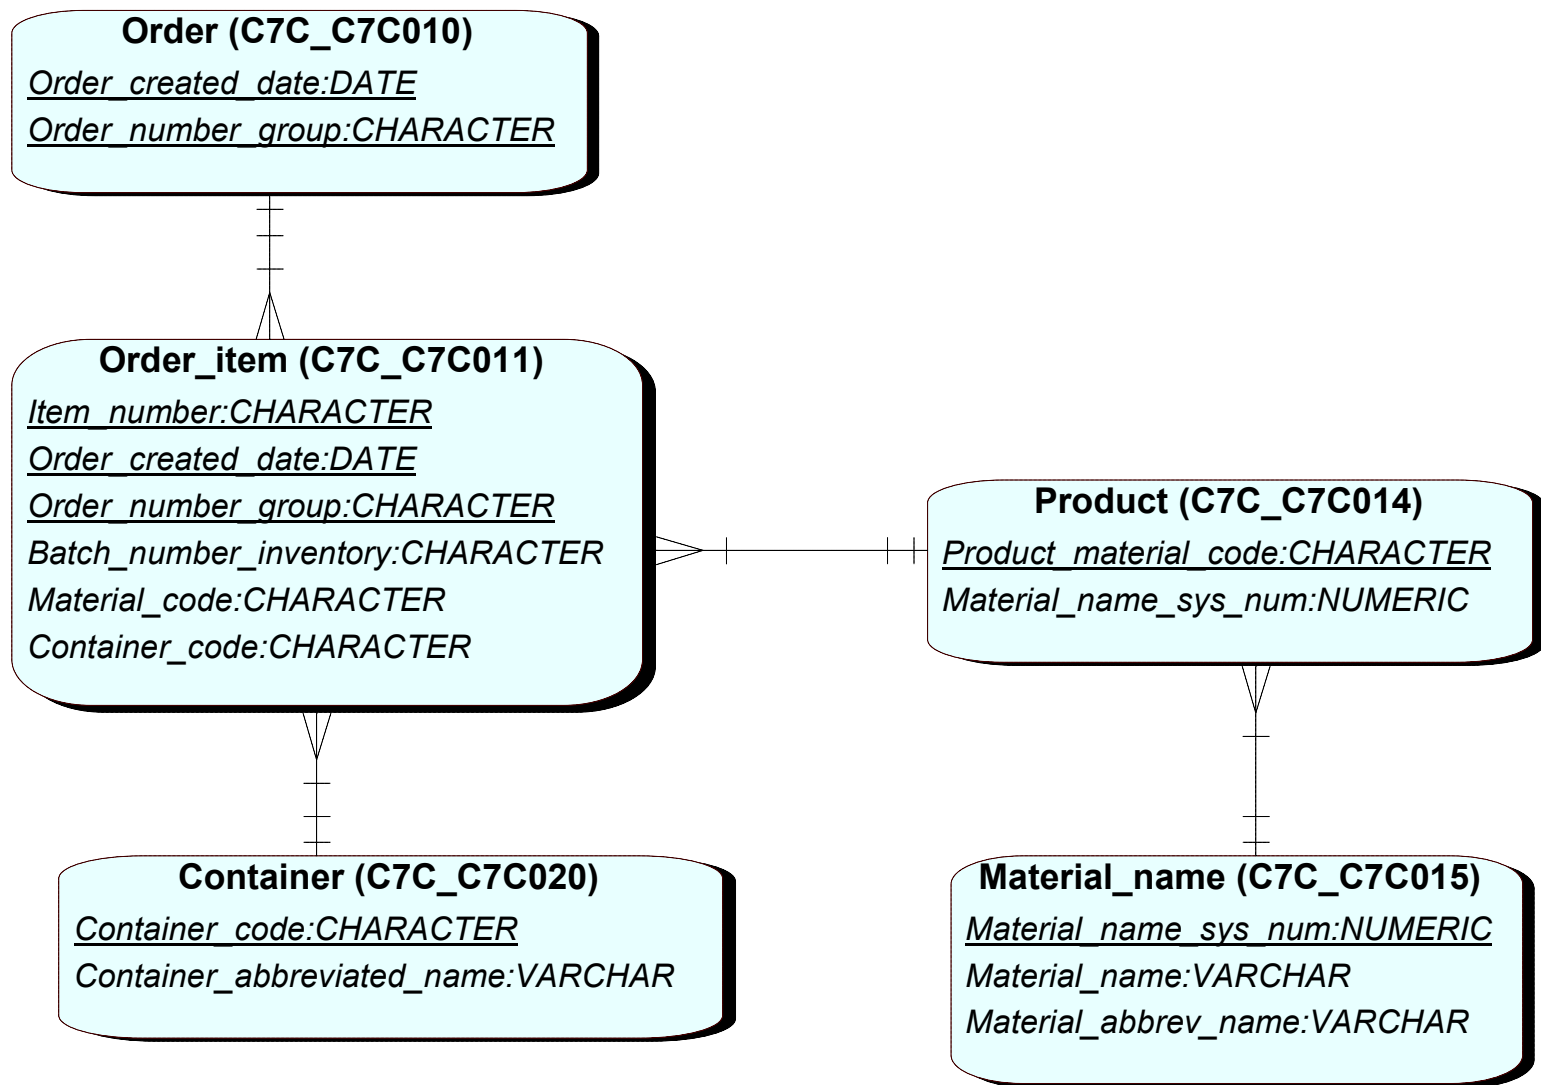 Order (C7C_C7C010)
Order_created_date:DATE
Order_number_group:CHARACTER
Order_item (C7C_C7C011)
Item_number:CHARACTER
Order_created_date:DATE
Order_number_group:CHARACTER
Batch_number_inventory:CHARACTER
Material_code:CHARACTER
Container_code:CHARACTER
Product (C7C_C7C014)
Product_material_code:CHARACTER
Material_name_sys_num:NUMERIC
Container (C7C_C7C020)
Container_code:CHARACTER
Container_abbreviated_name:VARCHAR
Material_name (C7C_C7C015)
Material_name_sys_num:NUMERIC
Material_name:VARCHAR
Material_abbrev_name:VARCHAR